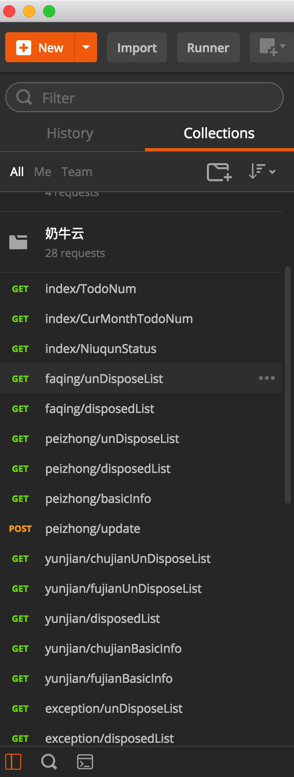 New
Import
Runner
Filter
History
Collections
All Me Team
4 requests
奶牛云
28 requests
GET index/TodoNum
GET index/CurMonthTodoNum
GET index/NiuqunStatus
GET faqing/unDisposeList
GET faqing/disposedList
GET peizhong/unDisposeList
GET peizhong/disposedList
GET peizhong/basicInfo
POST peizhong/update
GET yunjian/chujianUnDisposeList
GET yunjian/fujianUnDisposeList
GET yunjian/disposedList
GET yunjian/chujianBasicInfo
GET yunjian/fujianBasicInfo
GET exception/unDisposeList
GET exception/disposedList